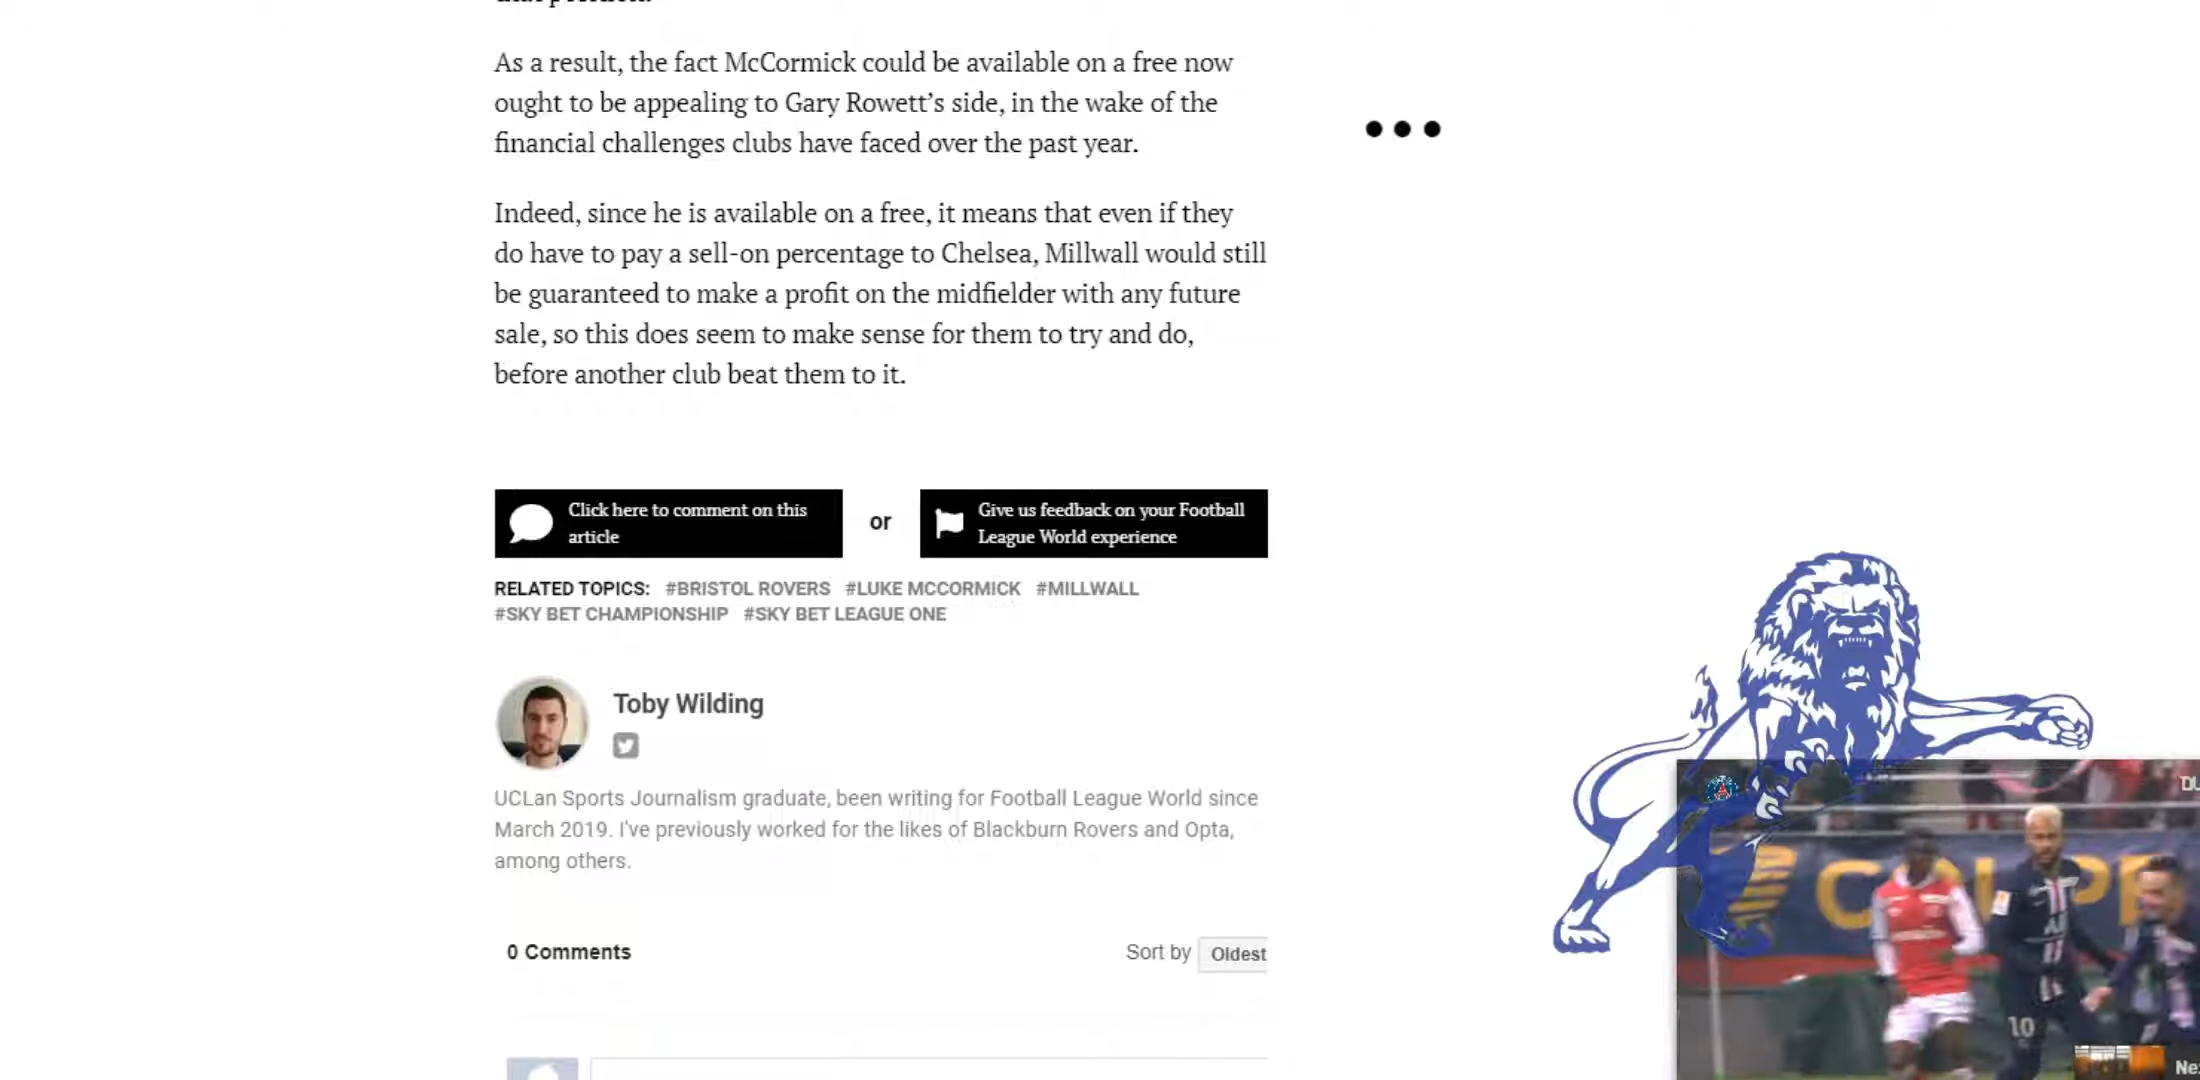 As a result, the fact McCormick could be available on a free now
ought to be appealing to Gary Rowett’s side, in the wake of the
financial challenges clubs have faced over the past year.
Indeed, since he is available on a free, it means that even if they
do have to pay a sell-on percentage to Chelsea, Millwall would still
be guaranteed to make a profit on the midfielder with any future
sale, so this does seem to make sense for them to try and do,
before another club beat them to it.
Click here to comment on this
article
or
Give us feedback on your Football
League World experience
RELATED TOPICS: #BRISTOL ROVERS #LUKE MCCORMICK #MILLWALL
#SKY BET CHAMPIONSHIP #SKY BET LEAGUE ONE
Toby Wilding
UCLan Sports Journalism graduate, been writing for Football League World since
March 2019. I've previously worked for the likes of Blackburn Rovers and Opta,
among others.
0 Comments
Sort by Oldest
10